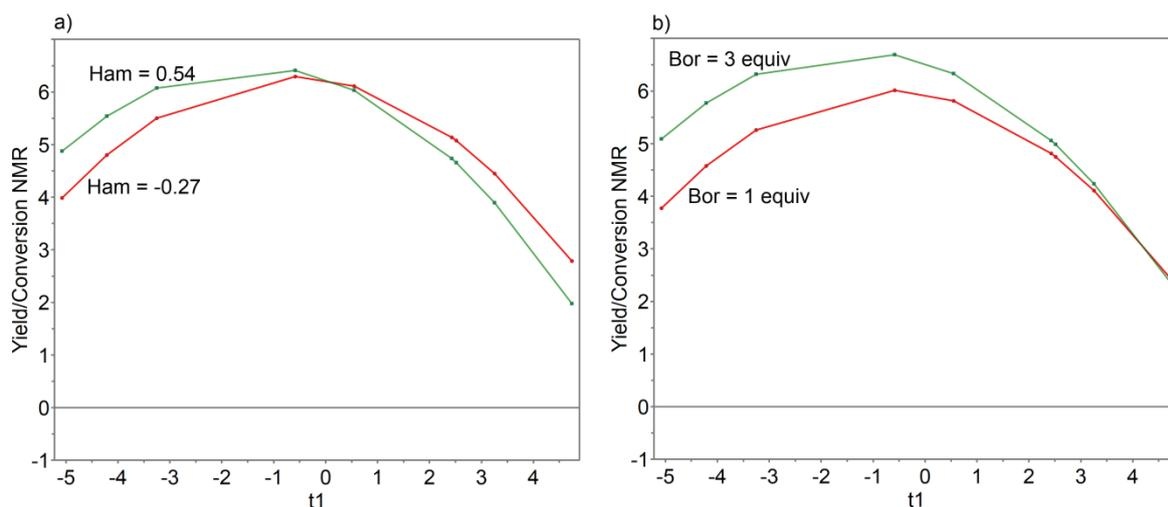 a)
Yield/Conversion NMR
6
5
4
3
2
1
0
-1
Ham = 0.54
Ham = -0.27
-5 -4 -3 -2 -1 0 1 2 3 4
t1
b)
Yield/Conversion NMR
6
5
4
3
2
1
0
-1
Bor = 3 equiv
Bor = 1 equiv
-5 -4 -3 -2 -1 0 1 2 3 4
t1